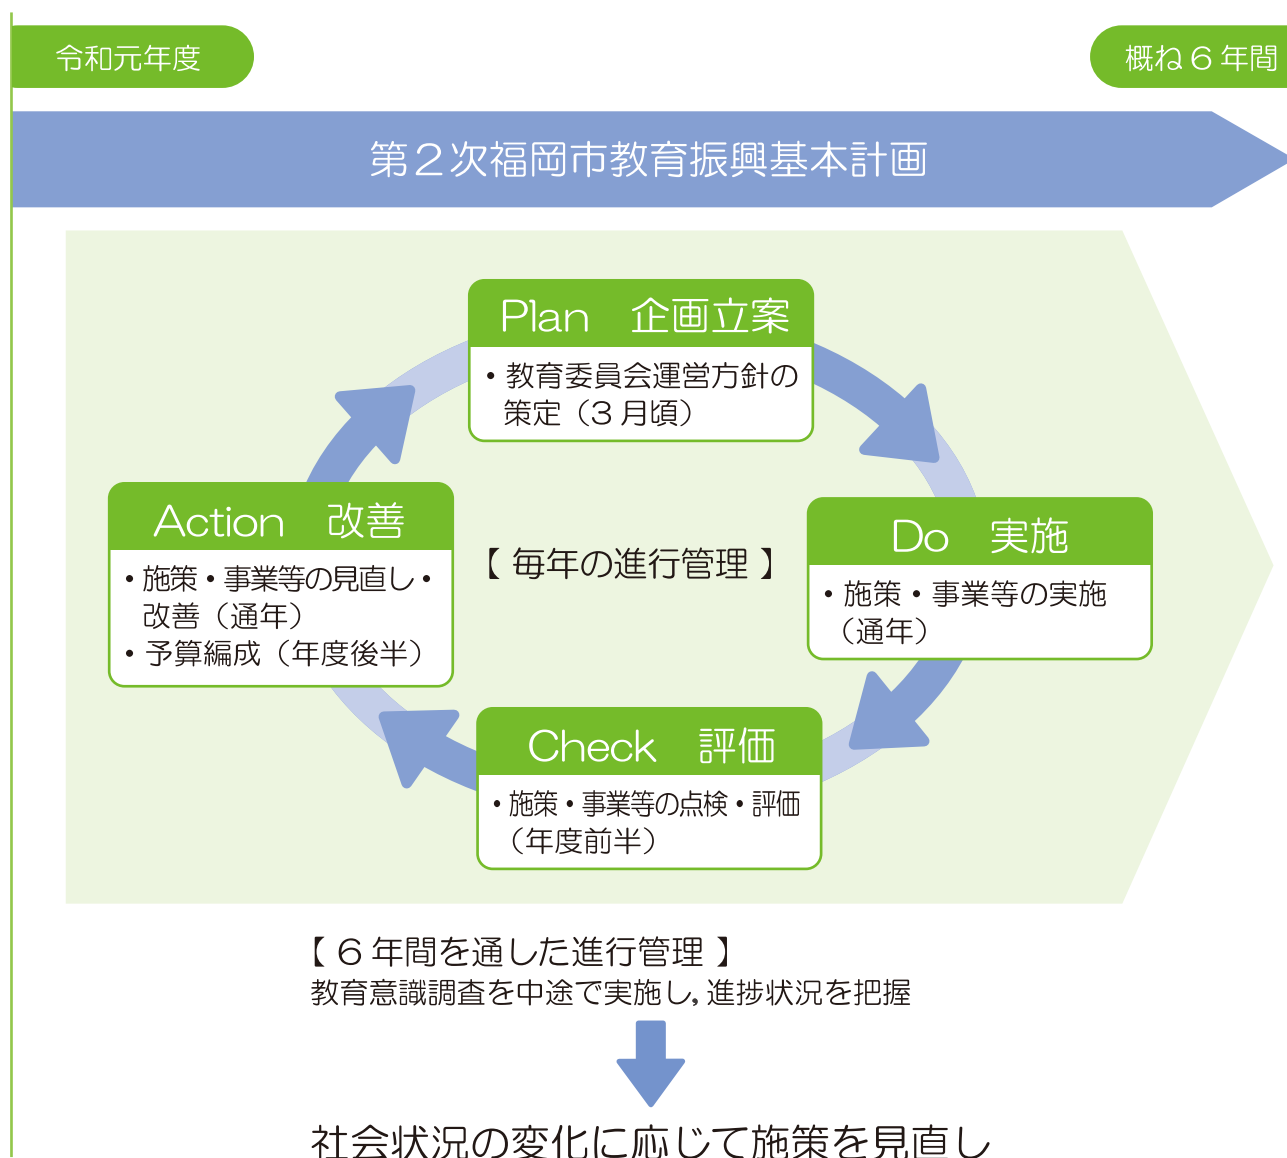 令和元年度
概ね6年間
第2次福岡市教育振興基本計画
Plan　企画立案
・教育委員会運営方針の
策定（3月頃）
Action　改善
・施策・事業等の見直し・
改善（通年）
・予算編成（年度後半）
【 毎年の進行管理 】
Do　実施
・施策・事業等の実施
（通年）
Check　評価
・施策・事業等の点検・評価
（年度前半）
【 6年間を通した進行管理 】
教育意識調査を中途で実施し,進捗状況を把握
社会状況の変化に応じて施策を見直し